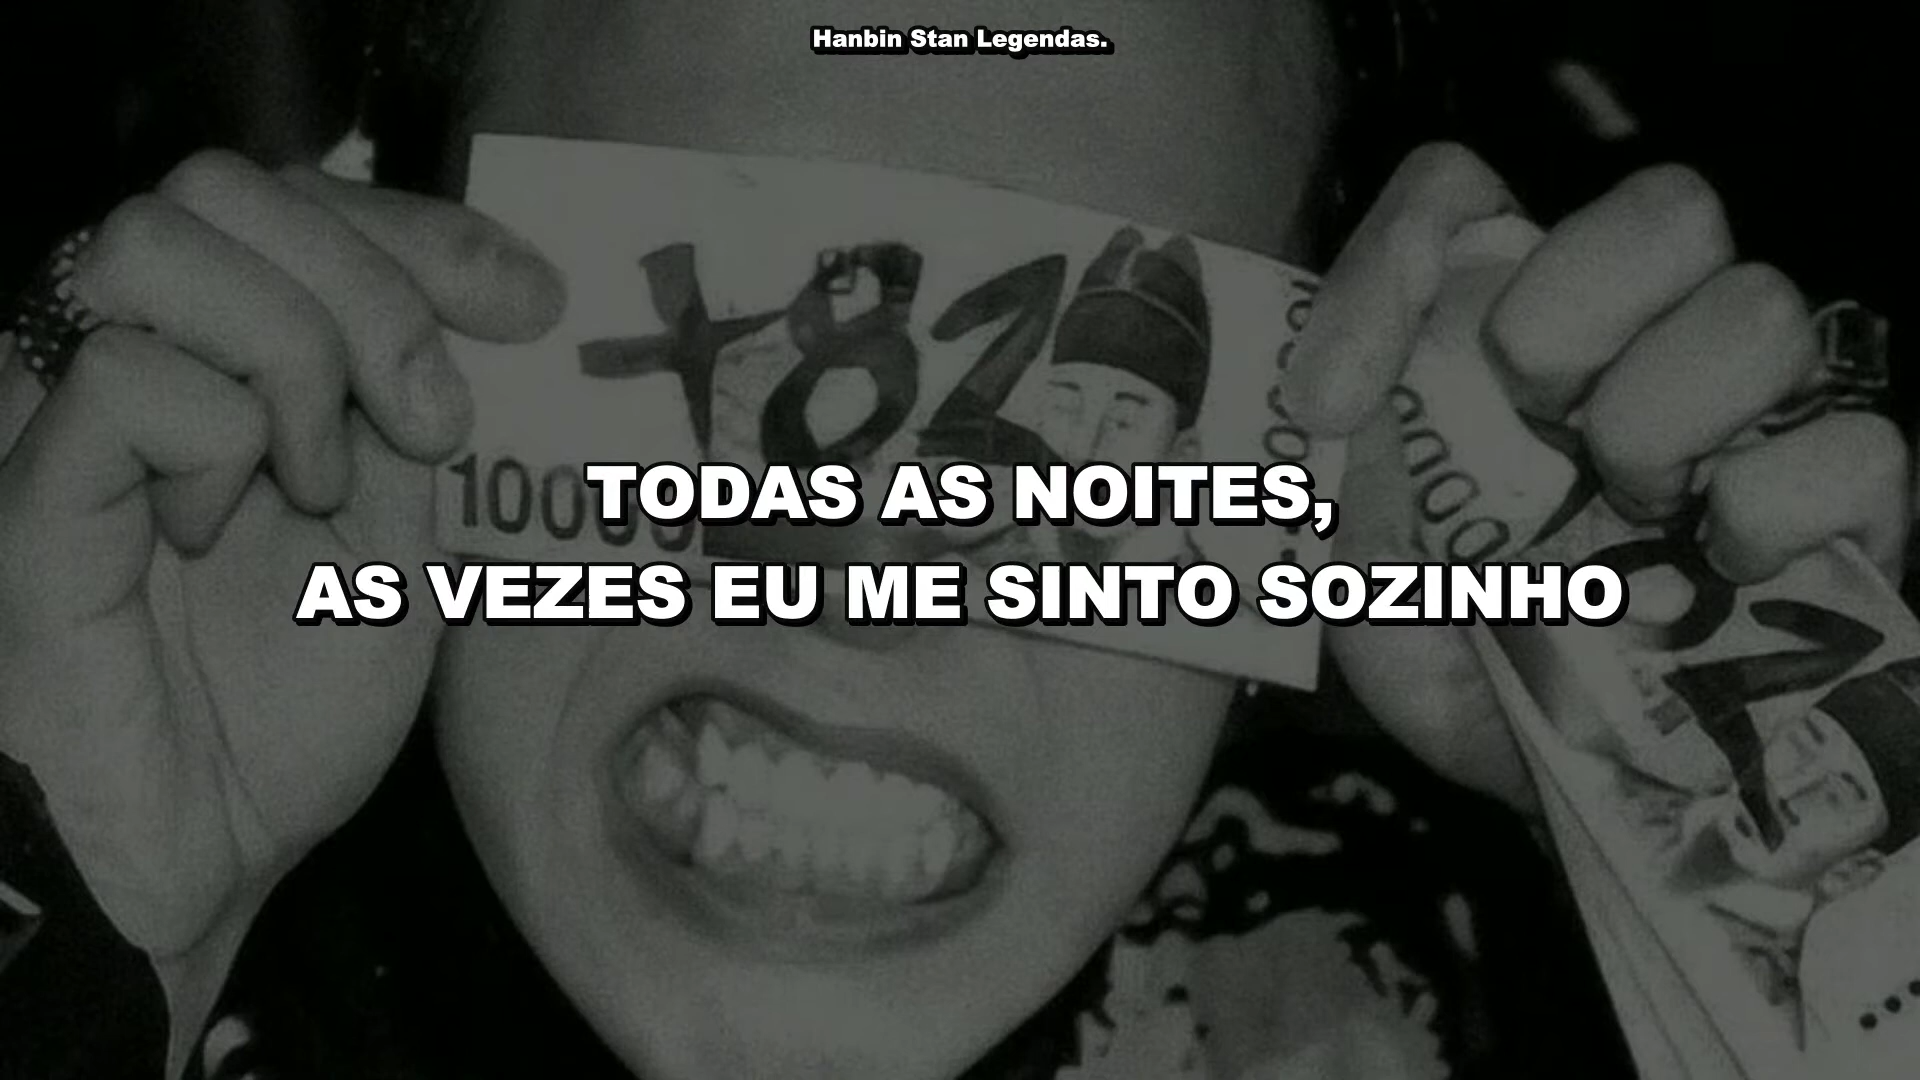 Hanbin Stan Legendas.
+82
TODAS AS NOITES,
AS VEZES EU ME SINTO SOZINHO